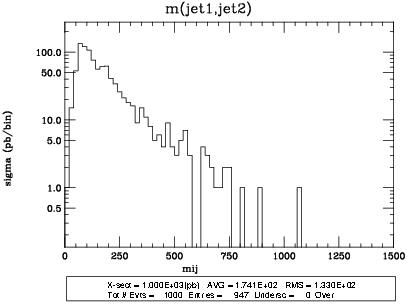 m(jet1,jet2)
sigma (pb/bin)
100.0
50.0
10.0
5.0
1.0
0.5
0 250 500 750 1000 1250 1500
mij
X-sect = 1.000E+03(pb) AVG = 1.741E+02 RMS = 1.330E+02
Tot # Evts = 1000 Entries = 947 Undersc = 0 Over